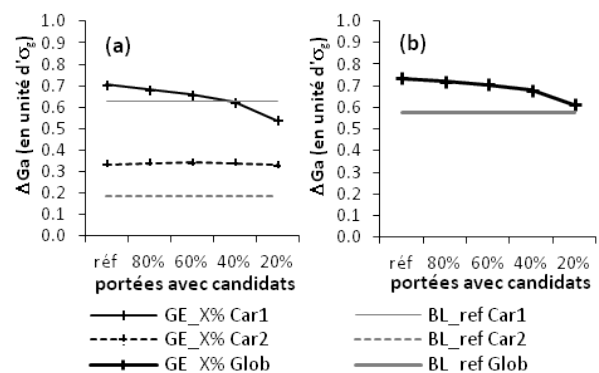 (a)
ΔGa (en unité d'σg)
1.0
0.9
0.8
0.7
0.6
0.5
0.4
0.3
0.2
0.1
0.0
réf 80% 60% 40% 20%
portées avec candidats
(b)
ΔGa (en unité d'σg)
1.0
0.9
0.8
0.7
0.6
0.5
0.4
0.3
0.2
0.1
0.0
réf 80% 60% 40% 20%
portées avec candidats
GE_X% Car1
GE_X% Car2
GE_X% Glob
BL_ref Car1
BL_ref Car2
BL_ref Glob